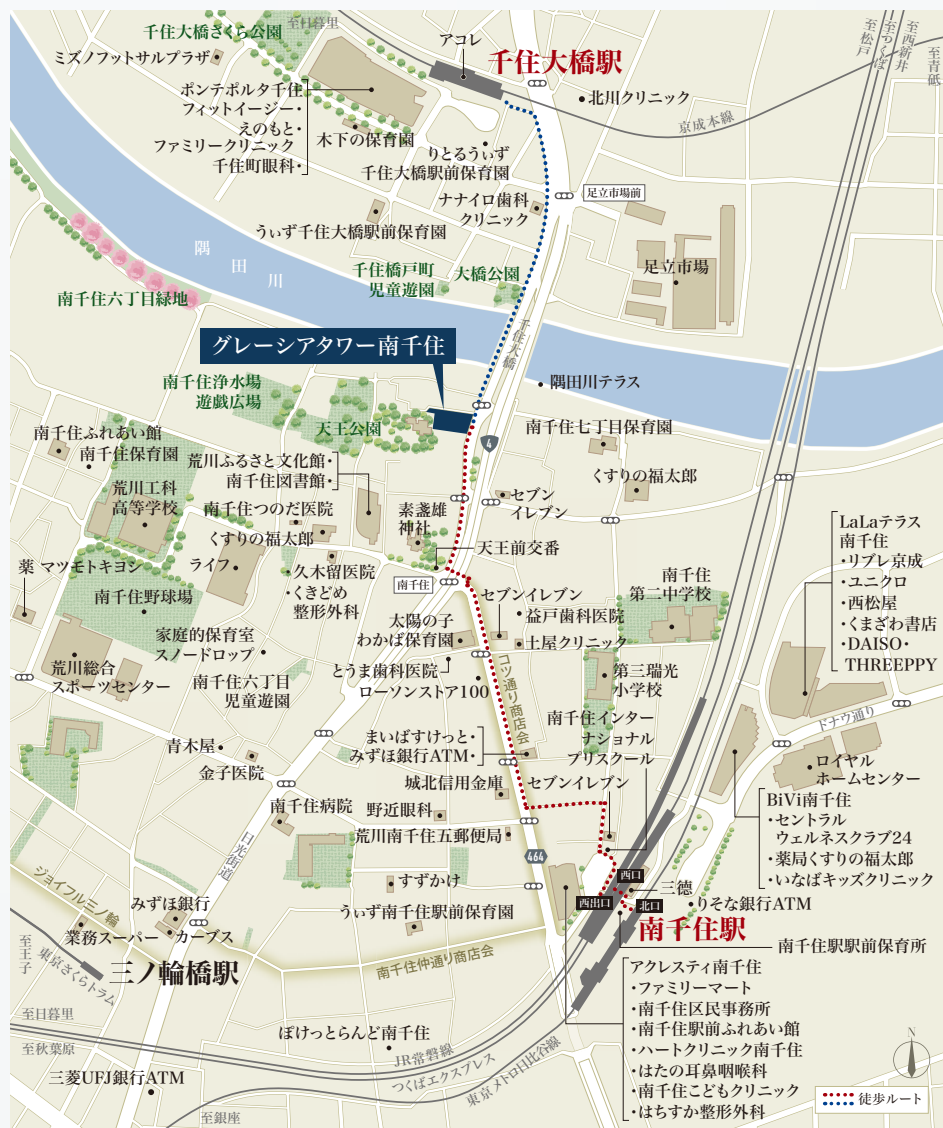 至日暮里
千住大橋さくら公園
ミズノフットサルプラザ
アコレ
千住大橋駅
至松戸
至つくば
至西新井
至青砥
ポンテポルタ千住
フィットイージー・
えのもと・
ファミリークリニック
千住町眼科・
木下の保育園
・北川クリニック
京成本線
りとるうぃず
千住大橋駅前保育園
ナナイロ歯科
クリニック
足立市場前
うぃず千住大橋駅前保育園
隅田川
千住橋戸町
児童遊園
大橋公園
足立市場
南千住六丁目緑地
千住大橋
グレーシアタワー南千住
隅田川テラス
南千住浄水場
遊戯広場
天王公園
4
南千住七丁目保育園
南千住ふれあい館
南千住保育園
荒川ふるさと文化館・
南千住図書館・
くすりの福太郎
荒川工科
高等学校
南千住つのだ医院
素盞雄
神社
セブン
イレブン
LaLaテラス
南千住
・リブレ京成
・ユニクロ
・西松屋
・くまざわ書店
・DAISO・
THREEPPY
くすりの福太郎
天王前交番
薬 マツモトキヨシ
ライフ
・久木留医院
・くきどめ
整形外科
南千住
セブンイレブン
南千住
第二中学校
南千住野球場
益戸歯科医院
太陽の子
わかば保育園
土屋クリニック
家庭的保育室
スノードロップ
とうま歯科医院
ローソンストア100
荒川総合
スポーツセンター
南千住六丁目
児童遊園
コツ通り商店会
第三瑞光
小学校
南千住インター
ナショナル
プリスクール
ドナウ通り
まいばすけっと・
みずほ銀行ATM・
青木屋
金子医院
城北信用金庫
セブンイレブン
ロイヤル
ホームセンター
南千住病院
野近眼科
BiVi南千住
・セントラル
ウェルネスクラブ24
・薬局くすりの福太郎
・いなばキッズクリニック
荒川南千住五郵便局
日光街道
464
すずかけ
西口
三徳
西出口
北口
りそな銀行ATM
ジョイフル三ノ輪
みずほ銀行
うぃず南千住駅前保育園
南千住駅
業務スーパー
カーブス
南千住駅駅前保育所
至王子
東京さくらトラム
三ノ輪橋駅
南千住仲通り商店会
アクレスティ南千住
・ファミリーマート
・南千住区民事務所
・南千住駅前ふれあい館
・ハートクリニック南千住
・はたの耳鼻咽喉科
・南千住こどもクリニック
・はちすか整形外科
至日暮里
ぽけっとらんど南千住
至秋葉原
JR常磐線
つくばエクスプレス
東京メトロ日比谷線
三菱UFJ銀行ATM
至銀座
N
徒歩ルート